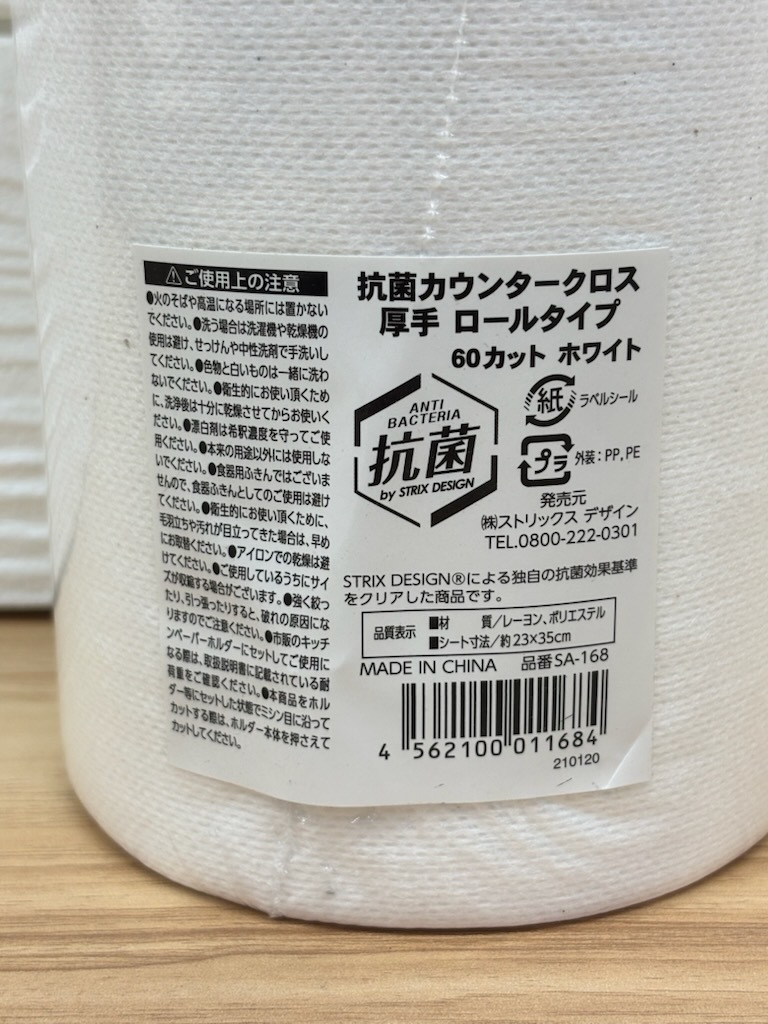 ⚠ご使用上の注意
●火のそばや高温になる場所には置かない
でください。●洗う場合は洗濯機や乾燥機の
使用は避け、せっけんや中性洗剤で手洗いし
てください。●色物と白いものは一緒に洗わ
ないでください。●衛生的にお使い頂くため
に、洗浄後は十分に乾燥させてからお使いく
ださい。●漂白剤は希釈濃度を守ってご使
用ください。●本来の用途以外には使用しな
いでください。●食器用ふきんではございま
せんので、食器ふきんとしてのご使用は避け
てください。●衛生的にお使い頂くために、
毛羽立ちや汚れが目立ってきた場合は、早め
にお取替ください。●アイロンでの乾燥は避
けてください。●ご使用しているうちにサイ
ズが収縮する場合がございます。●強く絞っ
たり、引っ張ったりすると、破れの原因にな
りますのでご注意ください。●市販のキッチ
ンペーパーホルダーにセットしてご使用に
なる際は、取扱説明書に記載されている耐
荷重をご確認ください。●本商品をホル
ダー等にセットした状態でミシン目に沿って
カットする際は、ホルダー本体を押さえて
カットしてください。
抗菌カウンタークロス
厚手 ロールタイプ
60カット ホワイト
ANTI
BACTERIA
抗菌
by STRIX DESIGN
紙 ラベルシール
プラ 外装：PP,PE
発売元
㈱ストリックス デザイン
TEL.0800-222-0301
STRIX DESIGN®による独自の抗菌効果基準
をクリアした商品です。
品質表示
■材　質／レーヨン、ポリエステル
■シート寸法／約23×35cm
MADE IN CHINA 品番SA-168
4 562100 011684
210120